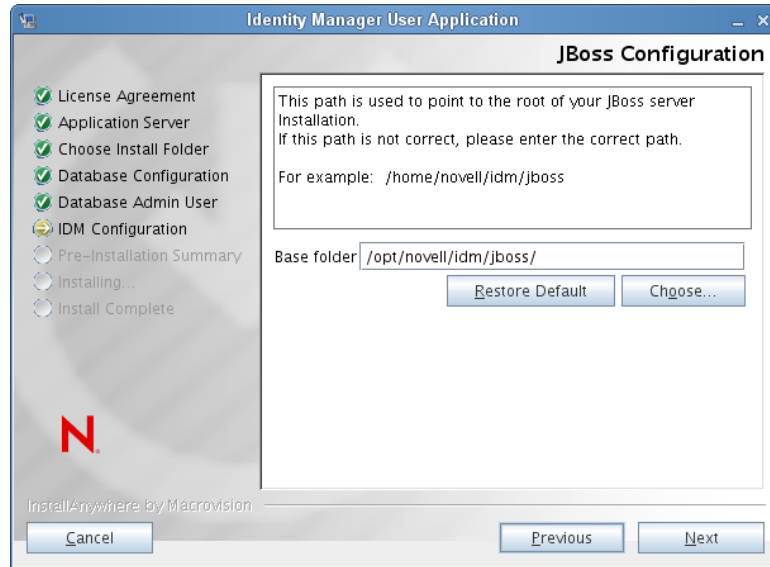 Identity Manager User Application
JBoss Configuration
License Agreement
Application Server
Choose Install Folder
Database Configuration
Database Admin User
IDM Configuration
Pre-Installation Summary
Installing...
Install Complete
This path is used to point to the root of your JBoss server
Installation.
If this path is not correct, please enter the correct path.
For example: /home/novell/idm/jboss
Base folder /opt/novell/idm/jboss/
Restore Default Choose...
N
InstallAnywhere by Macrovision
Cancel Previous Next